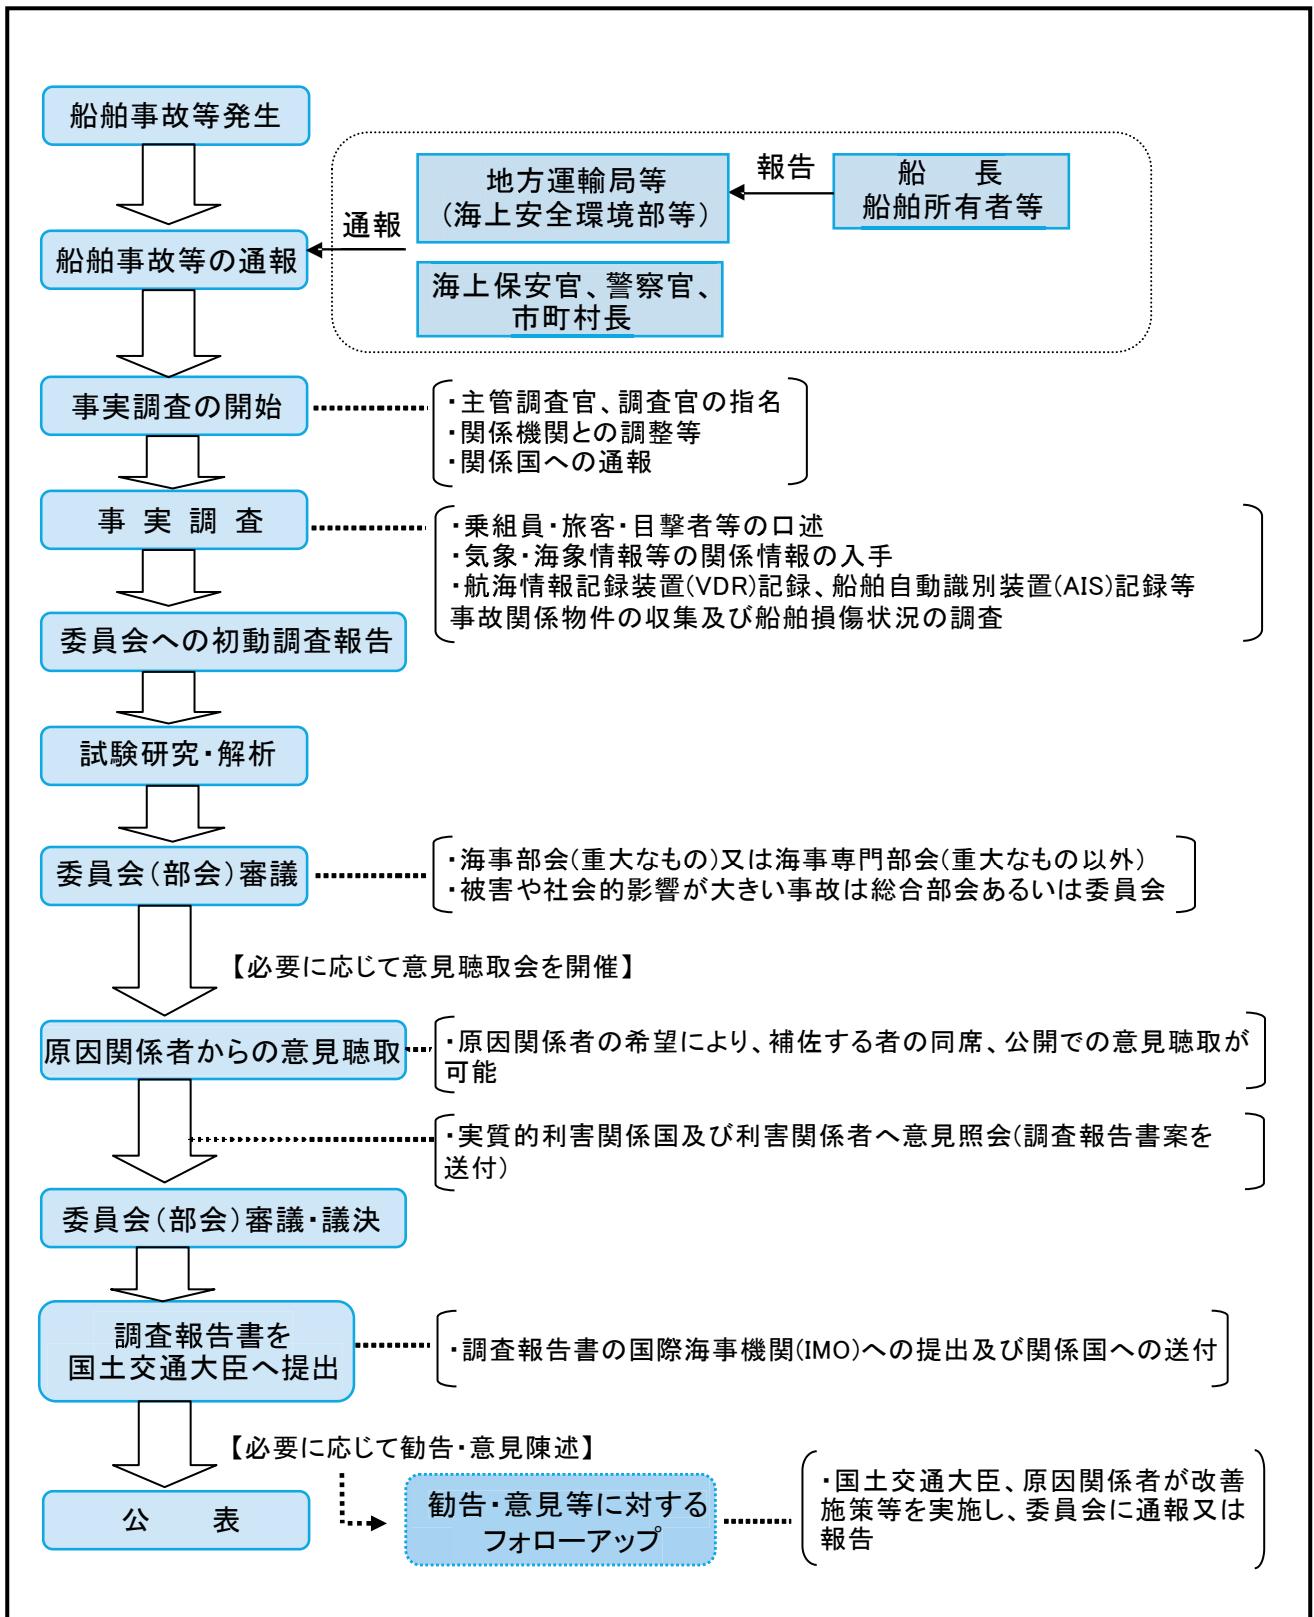 船舶事故等発生
地方運輸局等
（海上安全環境部等）
報告
船　長
船舶所有者等
通報
船舶事故等の通報
海上保安官、警察官、
市町村長
事実調査の開始
・主管調査官、調査官の指名
・関係機関との調整等
・関係国への通報
事 実 調 査
・乗組員・旅客・目撃者等の口述
・気象・海象情報等の関係情報の入手
・航海情報記録装置(VDR)記録、船舶自動識別装置(AIS)記録等
事故関係物件の収集及び船舶損傷状況の調査
委員会への初動調査報告
試験研究・解析
委員会（部会）審議
・海事部会(重大なもの)又は海事専門部会(重大なもの以外)
・被害や社会的影響が大きい事故は総合部会あるいは委員会
【必要に応じて意見聴取会を開催】
原因関係者からの意見聴取
・原因関係者の希望により、補佐する者の同席、公開での意見聴取が
可能
・実質的利害関係国及び利害関係者へ意見照会(調査報告書案を
送付)
委員会（部会）審議・議決
調査報告書を
国土交通大臣へ提出
・調査報告書の国際海事機関(IMO)への提出及び関係国への送付
【必要に応じて勧告・意見陳述】
公　表
勧告・意見等に対する
フォローアップ
・国土交通大臣、原因関係者が改善
施策等を実施し、委員会に通報又は
報告